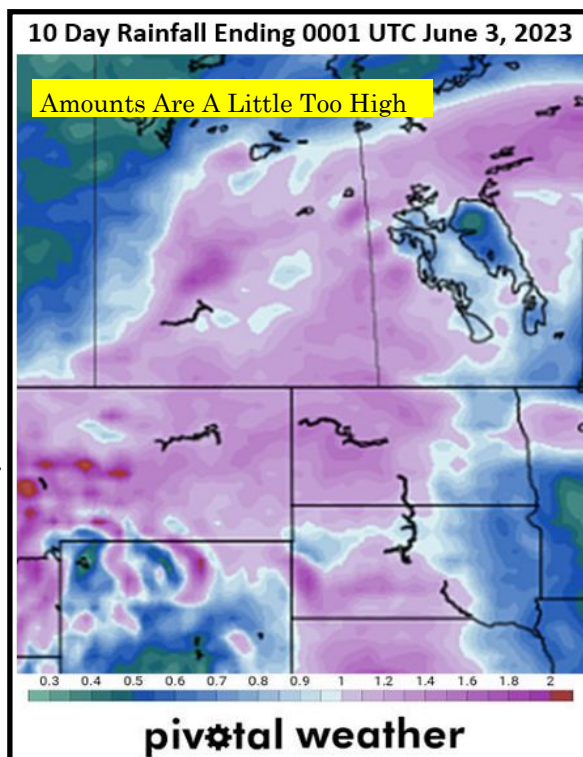 10 Day Rainfall Ending 0001 UTC June 3, 2023
Amounts Are A Little Too High
0.3 0.4 0.5 0.6 0.7 0.8 0.9 1 1.2 1.4 1.6 1.8 2
pivotal weather